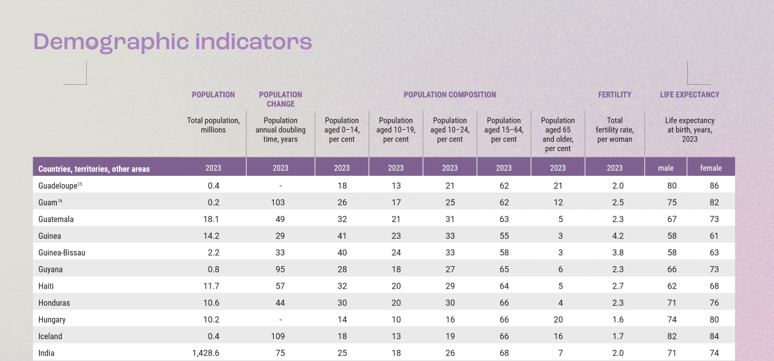 Demographic indicators
POPULATION POPULATION CHANGE POPULATION COMPOSITION FERTILITY LIFE EXPECTANCY
Total population, millions Population annual doubling time, years Population aged 0–14, per cent Population aged 10–19, per cent Population aged 10–24, per cent Population aged 15–64, per cent Population aged 65 and older, per cent Total fertility rate, per woman Life expectancy at birth, years, 2023
Countries, territories, other areas 2023 2023 2023 2023 2023 2023 2023 2023 male female
Guadeloupe¹⁵ 0.4 - 18 13 21 62 21 2.0 80 86
Guam¹⁶ 0.2 103 26 17 25 62 12 2.5 75 82
Guatemala 18.1 49 32 21 31 63 5 2.3 67 73
Guinea 14.2 29 41 23 33 55 3 4.2 58 61
Guinea-Bissau 2.2 33 40 24 33 58 3 3.8 58 63
Guyana 0.8 95 28 18 27 65 6 2.3 66 73
Haiti 11.7 57 32 20 29 64 5 2.7 62 68
Honduras 10.6 44 30 20 30 66 4 2.3 71 76
Hungary 10.2 - 14 10 16 66 20 1.6 74 80
Iceland 0.4 109 18 13 19 66 16 1.7 82 84
India 1,428.6 75 25 18 26 68 7 2.0 71 74